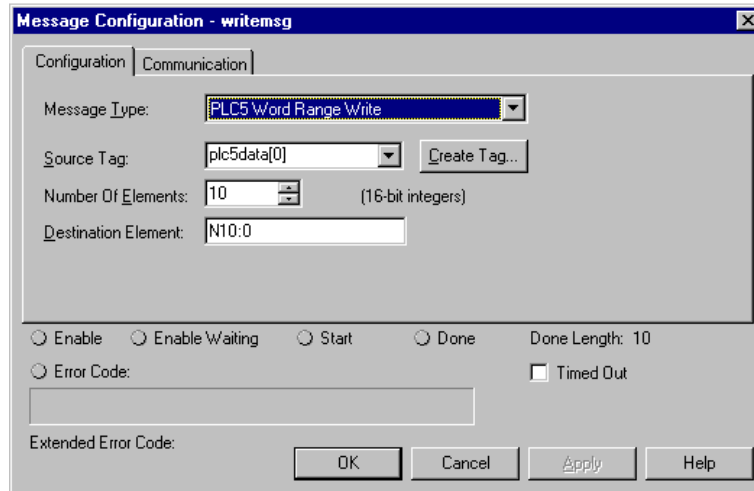 Message Configuration - writemsg
Configuration Communication
Message Type: PLC5 Word Range Write
Source Tag: plc5data[0] Create Tag...
Number Of Elements: 10 (16-bit integers)
Destination Element: N10:0
Enable Enable Waiting Start Done Done Length: 10
Error Code: Timed Out
Extended Error Code:
OK Cancel Apply Help